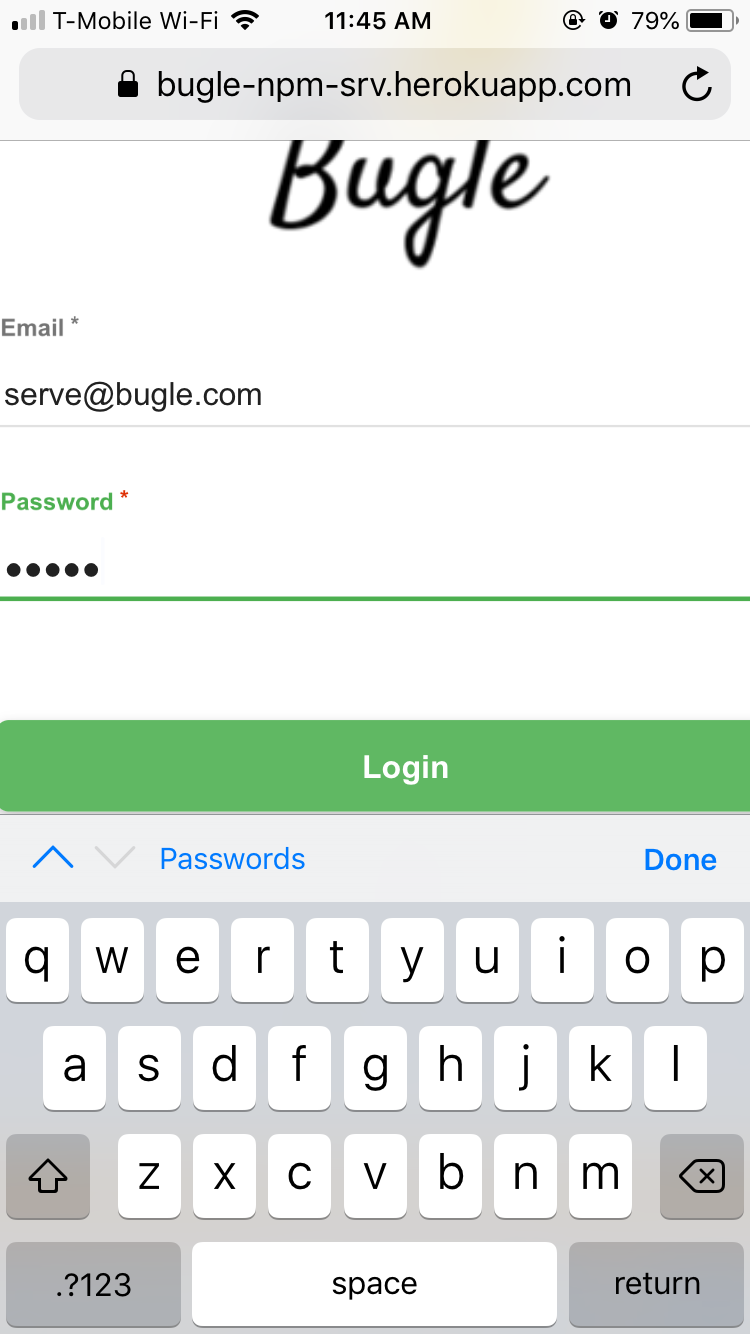 T-Mobile Wi-Fi 11:45 AM 79%
bugle-npm-srv.herokuapp.com
Bugle
Email *
serve@bugle.com
Password *
•••••
Login
Passwords Done
q w e r t y u i o p
a s d f g h j k l
z x c v b n m
.?123 space return